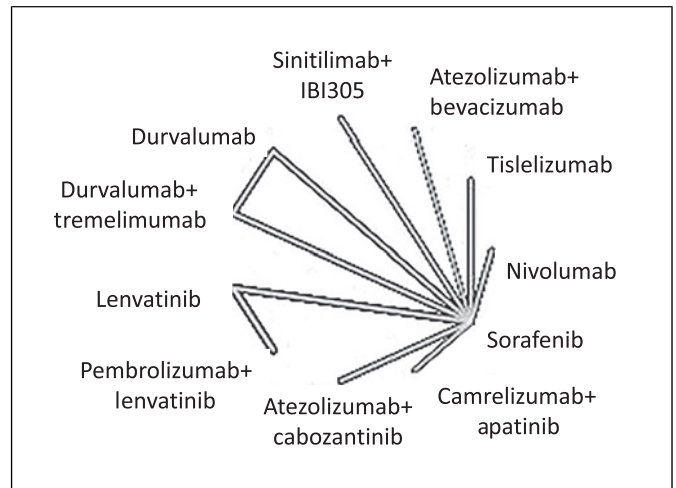 Sinitilimab+
IBI305
Atezolizumab+
bevacizumab
Durvalumab
Tislelizumab
Durvalumab+
tremelimumab
Nivolumab
Lenvatinib
Sorafenib
Pembrolizumab+
lenvatinib
Camrelizumab+
apatinib
Atezolizumab+
cabozantinib